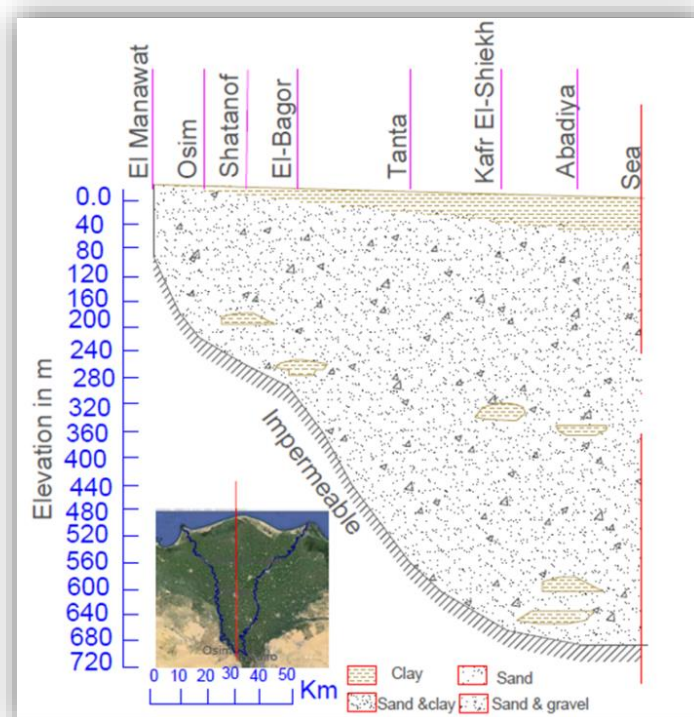 El Manawat
Osim
Shatanof
El-Bagor
Tanta
Kafr El-Shiekh
Abadiya
Sea
Elevation in m
0.0
40
80
120
160
200
240
280
320
360
400
440
480
520
560
600
640
680
720
Impermeable
Osim
0 10 20 30 40 50
Km
Clay
Sand
Sand &clay
Sand & gravel